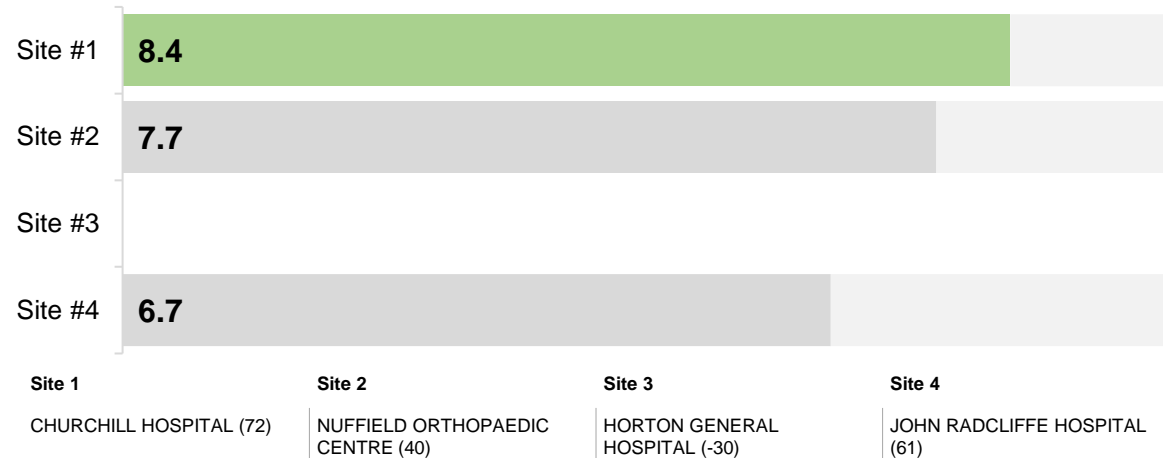 Site #1
8.4
Site #2
7.7
Site #3
Site #4
6.7
Site 1
Site 2
Site 3
Site 4
CHURCHILL HOSPITAL (72)
NUFFIELD ORTHOPAEDIC
CENTRE (40)
HORTON GENERAL
HOSPITAL (-30)
JOHN RADCLIFFE HOSPITAL
(61)